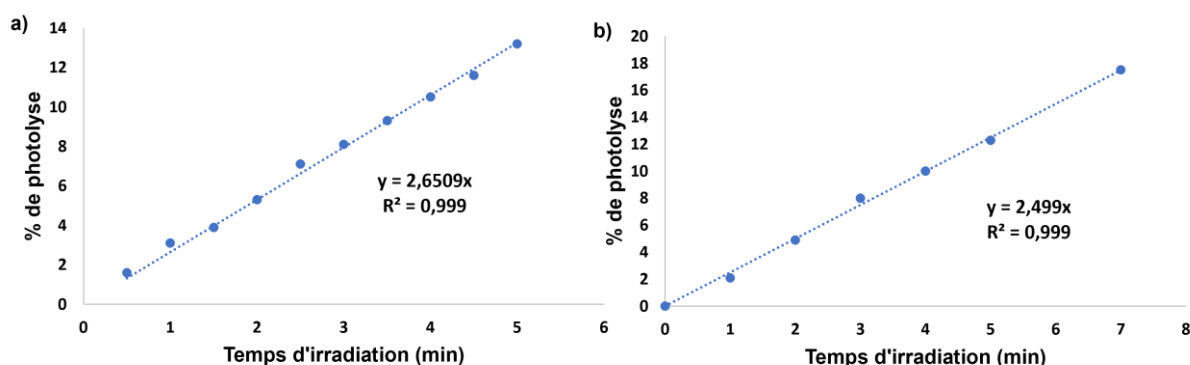 a)
% de photolyse
14
12
10
8
6
4
2
0
y = 2,6509x
R² = 0,999
0 1 2 3 4 5 6
Temps d'irradiation (min)
b)
% de photolyse
20
18
16
14
12
10
8
6
4
2
0
y = 2,499x
R² = 0,999
0 1 2 3 4 5 6 7 8
Temps d'irradiation (min)